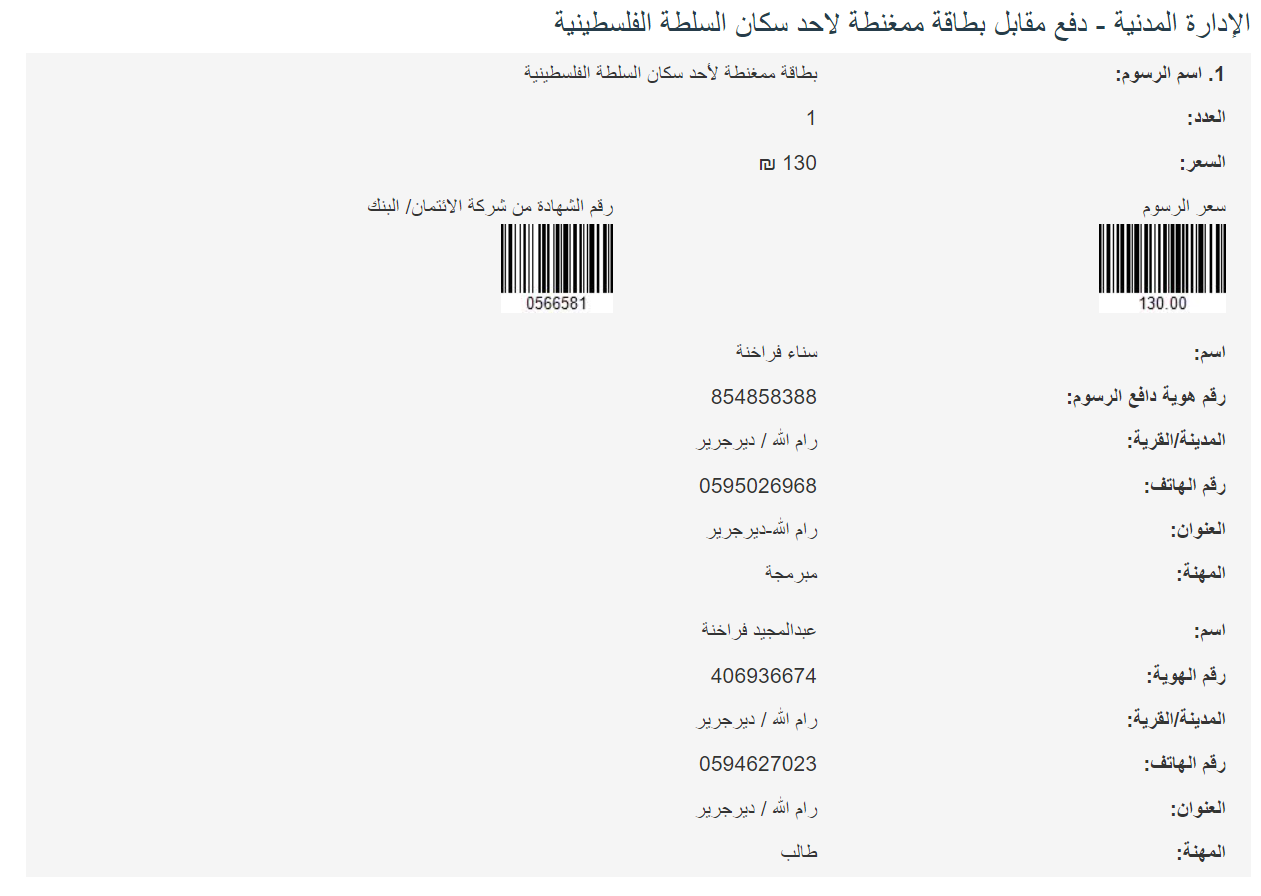 الإدارة المدنية - دفع مقابل بطاقة ممغنطة لاحد سكان السلطة الفلسطينية
1. اسم الرسوم: بطاقة ممغنطة لأحد سكان السلطة الفلسطينية
العدد: 1
السعر: 130 ₪
سعر الرسوم رقم الشهادة من شركة الائتمان/ البنك
130.00 0566581
اسم: سناء فراخنة
رقم هوية دافع الرسوم: 854858388
المدينة/القرية: رام الله / ديرجرير
رقم الهاتف: 0595026968
العنوان: رام الله-ديرجرير
المهنة: مبرمجة
اسم: عبدالمجيد فراخنة
رقم الهوية: 406936674
المدينة/القرية: رام الله / ديرجرير
رقم الهاتف: 0594627023
العنوان: رام الله / ديرجرير
المهنة: طالب